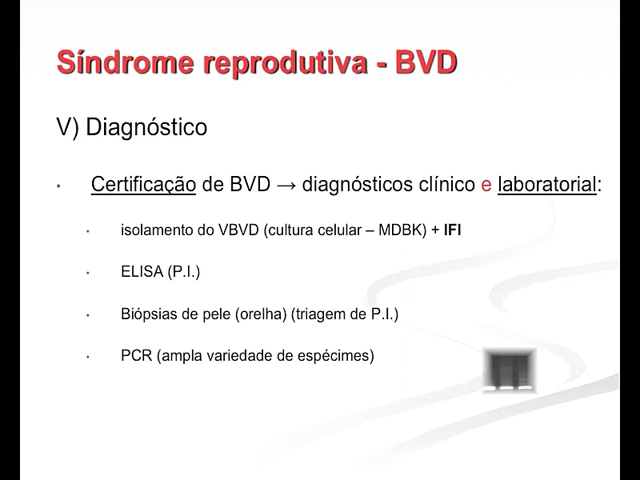 Síndrome reprodutiva - BVD
V) Diagnóstico
• Certificação de BVD → diagnósticos clínico e laboratorial:
• isolamento do VBVD (cultura celular – MDBK) + IFI
• ELISA (P.I.)
• Biópsias de pele (orelha) (triagem de P.I.)
• PCR (ampla variedade de espécimes)